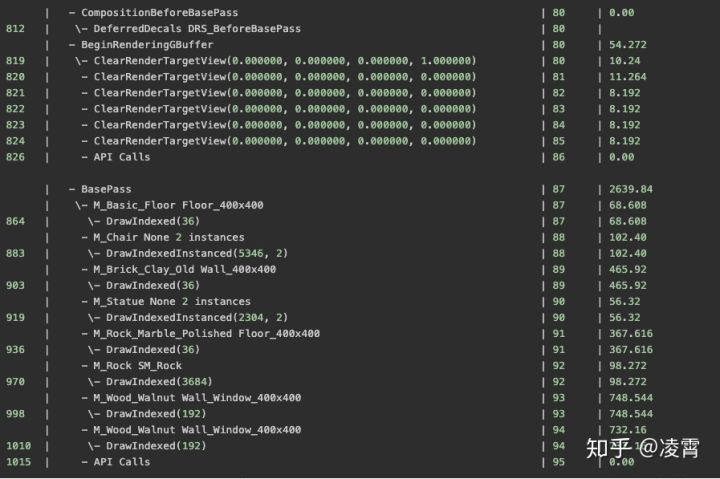 | - CompositionBeforeBasePass | 80 | 0.00
812 | \- DeferredDecals DRS_BeforeBasePass | 80 |
| - BeginRenderingGBuffer | 80 | 54.272
819 | \- ClearRenderTargetView(0.000000, 0.000000, 0.000000, 1.000000) | 80 | 10.24
820 | - ClearRenderTargetView(0.000000, 0.000000, 0.000000, 0.000000) | 81 | 11.264
821 | - ClearRenderTargetView(0.000000, 0.000000, 0.000000, 0.000000) | 82 | 8.192
822 | - ClearRenderTargetView(0.000000, 0.000000, 0.000000, 0.000000) | 83 | 8.192
823 | - ClearRenderTargetView(0.000000, 0.000000, 0.000000, 0.000000) | 84 | 8.192
824 | - ClearRenderTargetView(0.000000, 0.000000, 0.000000, 0.000000) | 85 | 8.192
826 | - API Calls | 86 | 0.00
| - BasePass | 87 | 2639.84
| \- M_Basic_Floor Floor_400x400 | 87 | 68.608
864 | \- DrawIndexed(36) | 87 | 68.608
| - M_Chair None 2 instances | 88 | 102.40
883 | \- DrawIndexedInstanced(5346, 2) | 88 | 102.40
| - M_Brick_Clay_Old Wall_400x400 | 89 | 465.92
903 | \- DrawIndexed(36) | 89 | 465.92
| - M_Statue None 2 instances | 90 | 56.32
919 | \- DrawIndexedInstanced(2304, 2) | 90 | 56.32
| - M_Rock_Marble_Polished Floor_400x400 | 91 | 367.616
936 | \- DrawIndexed(36) | 91 | 367.616
| - M_Rock SM_Rock | 92 | 98.272
970 | \- DrawIndexed(3684) | 92 | 98.272
| - M_Wood_Walnut Wall_Window_400x400 | 93 | 748.544
998 | \- DrawIndexed(192) | 93 | 748.544
| - M_Wood_Walnut Wall_Window_400x400 | 94 | 732.16
1010 | \- DrawIndexed(192) | 94 |
1015 | - API Calls | 95 | 0.00
知乎 @凌霄